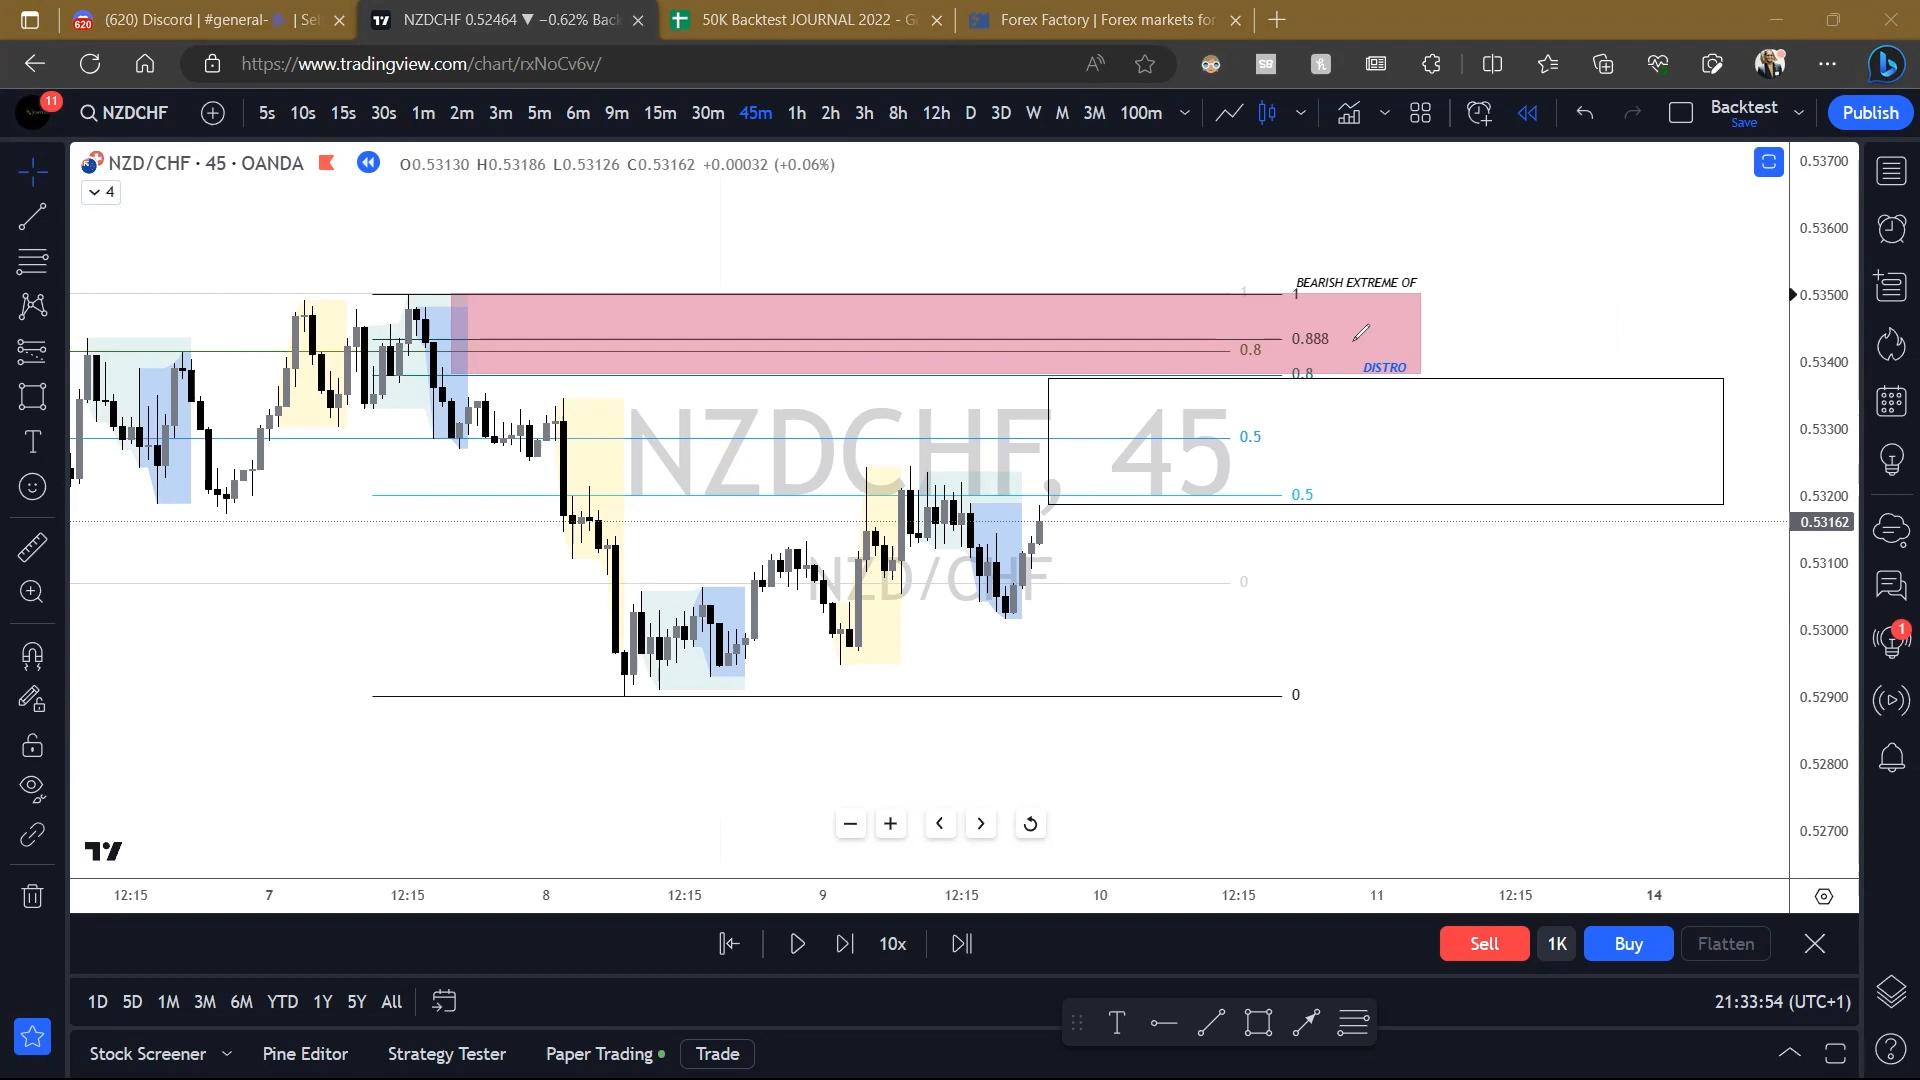 (620) Discord | #general- | Se
NZDCHF 0.52464 ▼ −0.62% Back
50K Backtest JOURNAL 2022 - G
Forex Factory | Forex markets for
https://www.tradingview.com/chart/rxNoCv6v/
11
NZDCHF
5s 10s 15s 30s 1m 2m 3m 5m 6m 9m 15m 30m 45m 1h 2h 3h 8h 12h D 3D W M 3M 100m
Backtest
Save
Publish
NZD/CHF · 45 · OANDA
O0.53130 H0.53186 L0.53126 C0.53162 +0.00032 (+0.06%)
4
0.53700
0.53600
BEARISH EXTREME OF
1
1
0.53500
0.888
0.8
0.53400
DISTRO
0.8
NZDCHF, 45
0.5
0.53300
0.5
0.53200
0.53162
NZD/CHF
0.53100
0
0.53000
1
0
0.52900
0.52800
0.52700
12:15 7 12:15 8 12:15 9 12:15 10 12:15 11 12:15 14
10x
Sell 1K Buy Flatten
1D 5D 1M 3M 6M YTD 1Y 5Y All
21:33:54 (UTC+1)
Stock Screener Pine Editor Strategy Tester Paper Trading Trade